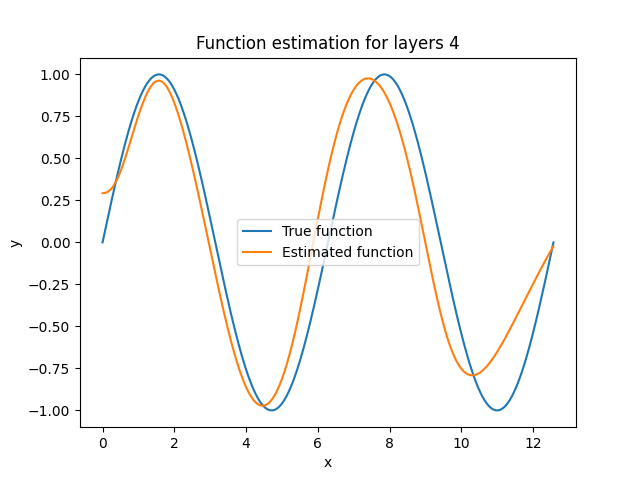 Function estimation for layers 4
1.00
0.75
0.50
0.25
0.00
−0.25
−0.50
−0.75
−1.00
y
True function
Estimated function
0 2 4 6 8 10 12
x